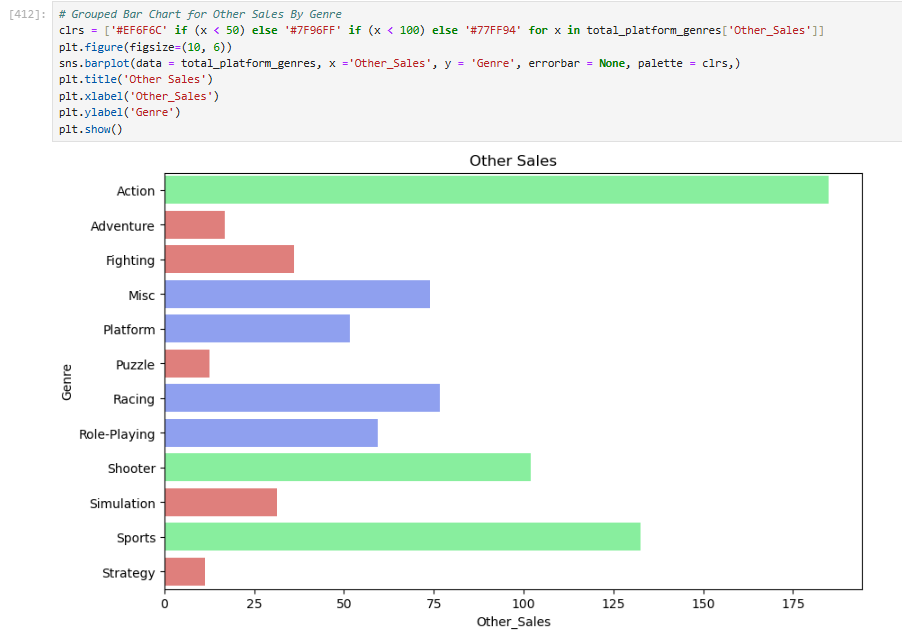 [412]: # Grouped Bar Chart for Other Sales By Genre
clrs = ['#EF6F6C' if (x < 50) else '#7F96FF' if (x < 100) else '#77FF94' for x in total_platform_genres['Other_Sales']]
plt.figure(figsize=(10, 6))
sns.barplot(data = total_platform_genres, x ='Other_Sales', y = 'Genre', errorbar = None, palette = clrs,)
plt.title('Other Sales')
plt.xlabel('Other_Sales')
plt.ylabel('Genre')
plt.show()
Other Sales
Genre
Action
Adventure
Fighting
Misc
Platform
Puzzle
Racing
Role-Playing
Shooter
Simulation
Sports
Strategy
0 25 50 75 100 125 150 175
Other_Sales